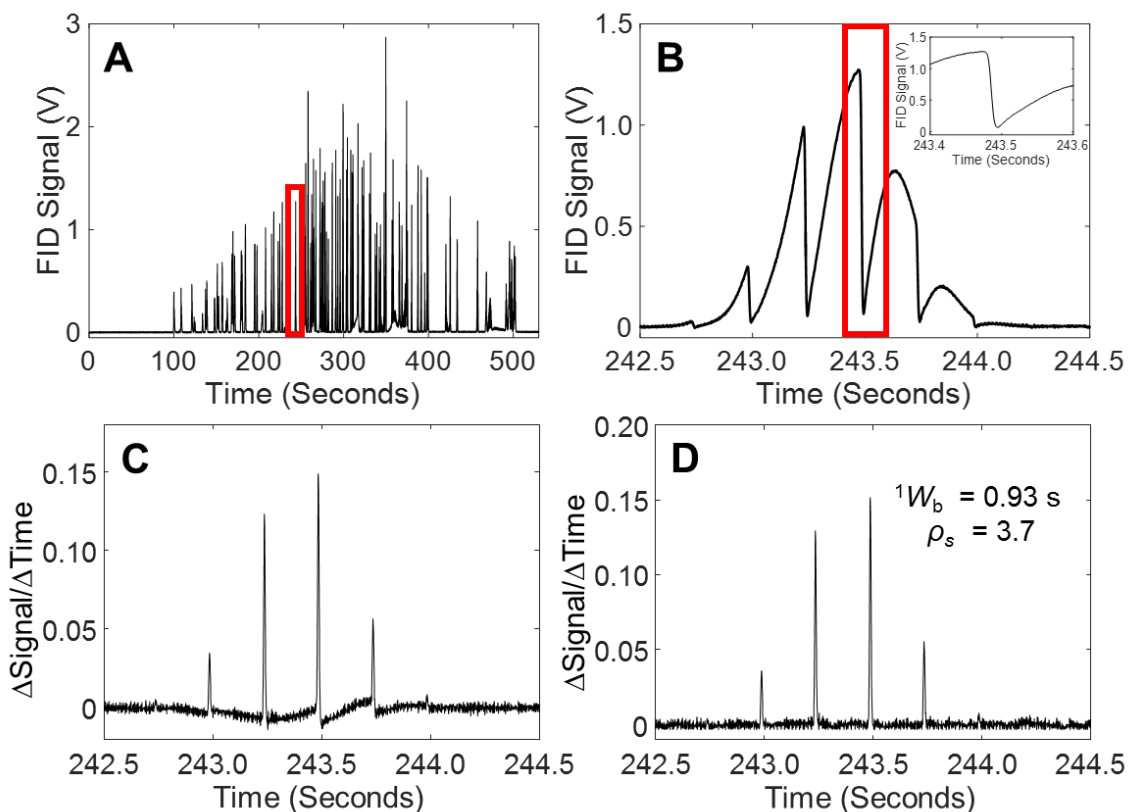 A
FID Signal (V)
3
2
1
0
0 100 200 300 400 500
Time (Seconds)
B
FID Signal (V)
1.5
1.0
0.5
0
242.5 243.0 243.5 244.0 244.5
Time (Seconds)
FID Signal (V)
1.5
1.0
0.5
0
243.4 243.5 243.6
Time (Seconds)
C
ΔSignal/ΔTime
0.15
0.10
0.05
0
242.5 243.0 243.5 244.0 244.5
Time (Seconds)
D
ΔSignal/ΔTime
0.20
0.15
0.10
0.05
0
¹W_b = 0.93 s
ρ_s = 3.7
242.5 243.0 243.5 244.0 244.5
Time (Seconds)